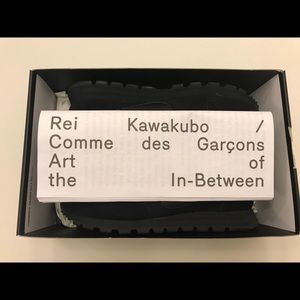 Rei Kawakubo /
Comme des Garçons
Art of
the In-Between